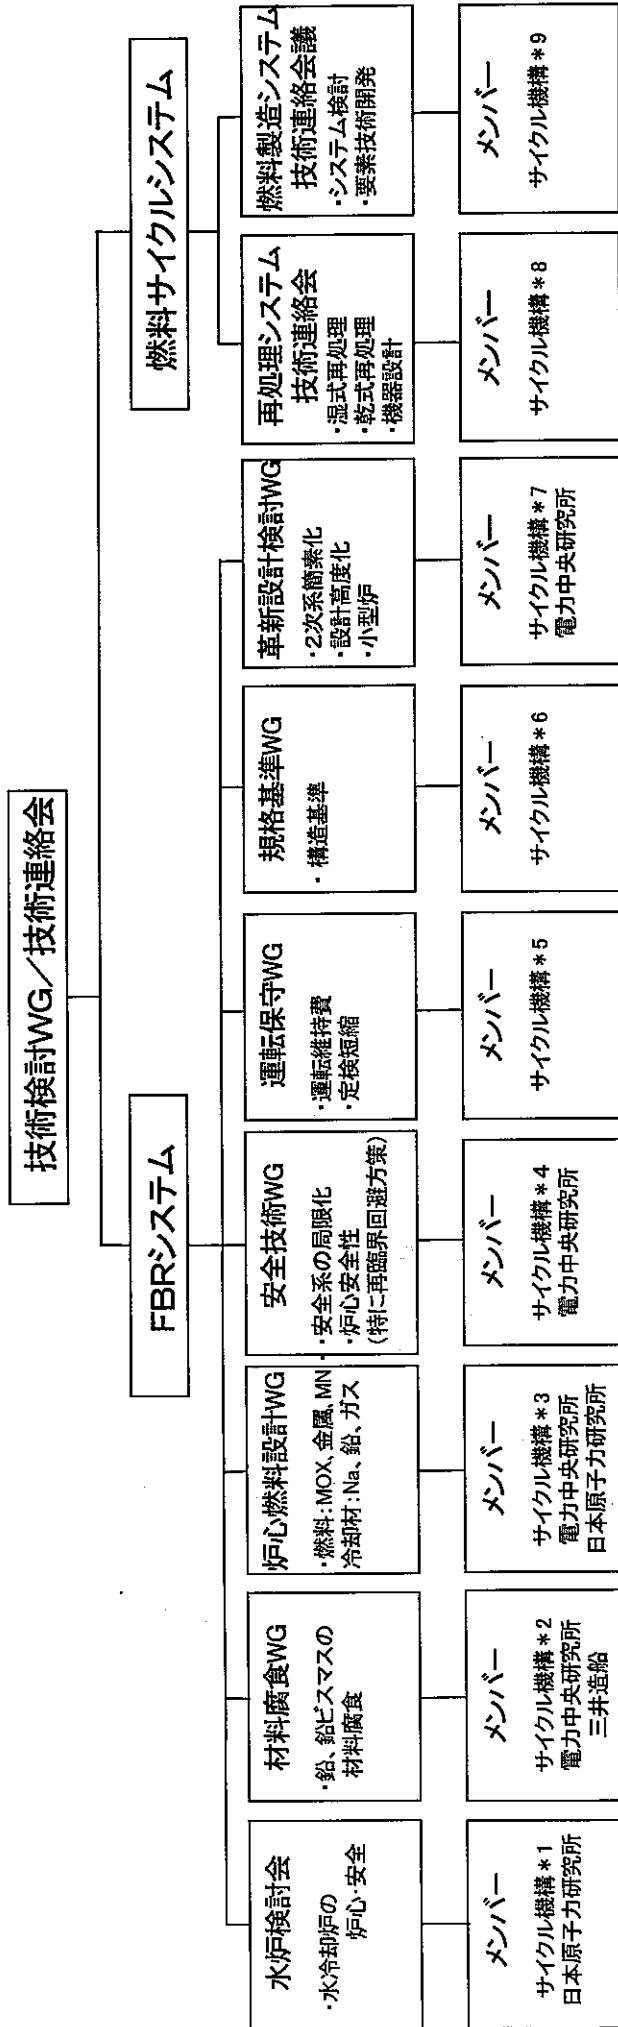 技術検討WG／技術連絡会
FBRシステム
燃料サイクルシステム
水炉検討会
・水冷却炉の
炉心・安全
材料腐食WG
・鉛、鉛ビスマスの
材料腐食
炉心燃料設計WG
・燃料:MOX,金属,MN
冷却材:Na、鉛、ガス
安全技術WG
・安全系の局限化
・炉心安全性
(特に再臨界回避方策)
運転保守WG
・運転維持費
・定検短縮
規格基準WG
・構造基準
革新設計検討WG
・2次系簡素化
・設計高度化
・小型炉
再処理システム
技術連絡会
・湿式再処理
・乾式再処理
・機器設計
燃料製造システム
技術連絡会議
・システム検討
・要素技術開発
メンバー
サイクル機構＊1
日本原子力研究所
メンバー
サイクル機構＊2
電力中央研究所
三井造船
メンバー
サイクル機構＊3
電力中央研究所
日本原子力研究所
メンバー
サイクル機構＊4
電力中央研究所
メンバー
サイクル機構＊5
メンバー
サイクル機構＊6
メンバー
サイクル機構＊7
電力中央研究所
メンバー
サイクル機構＊8
メンバー
サイクル機構＊9